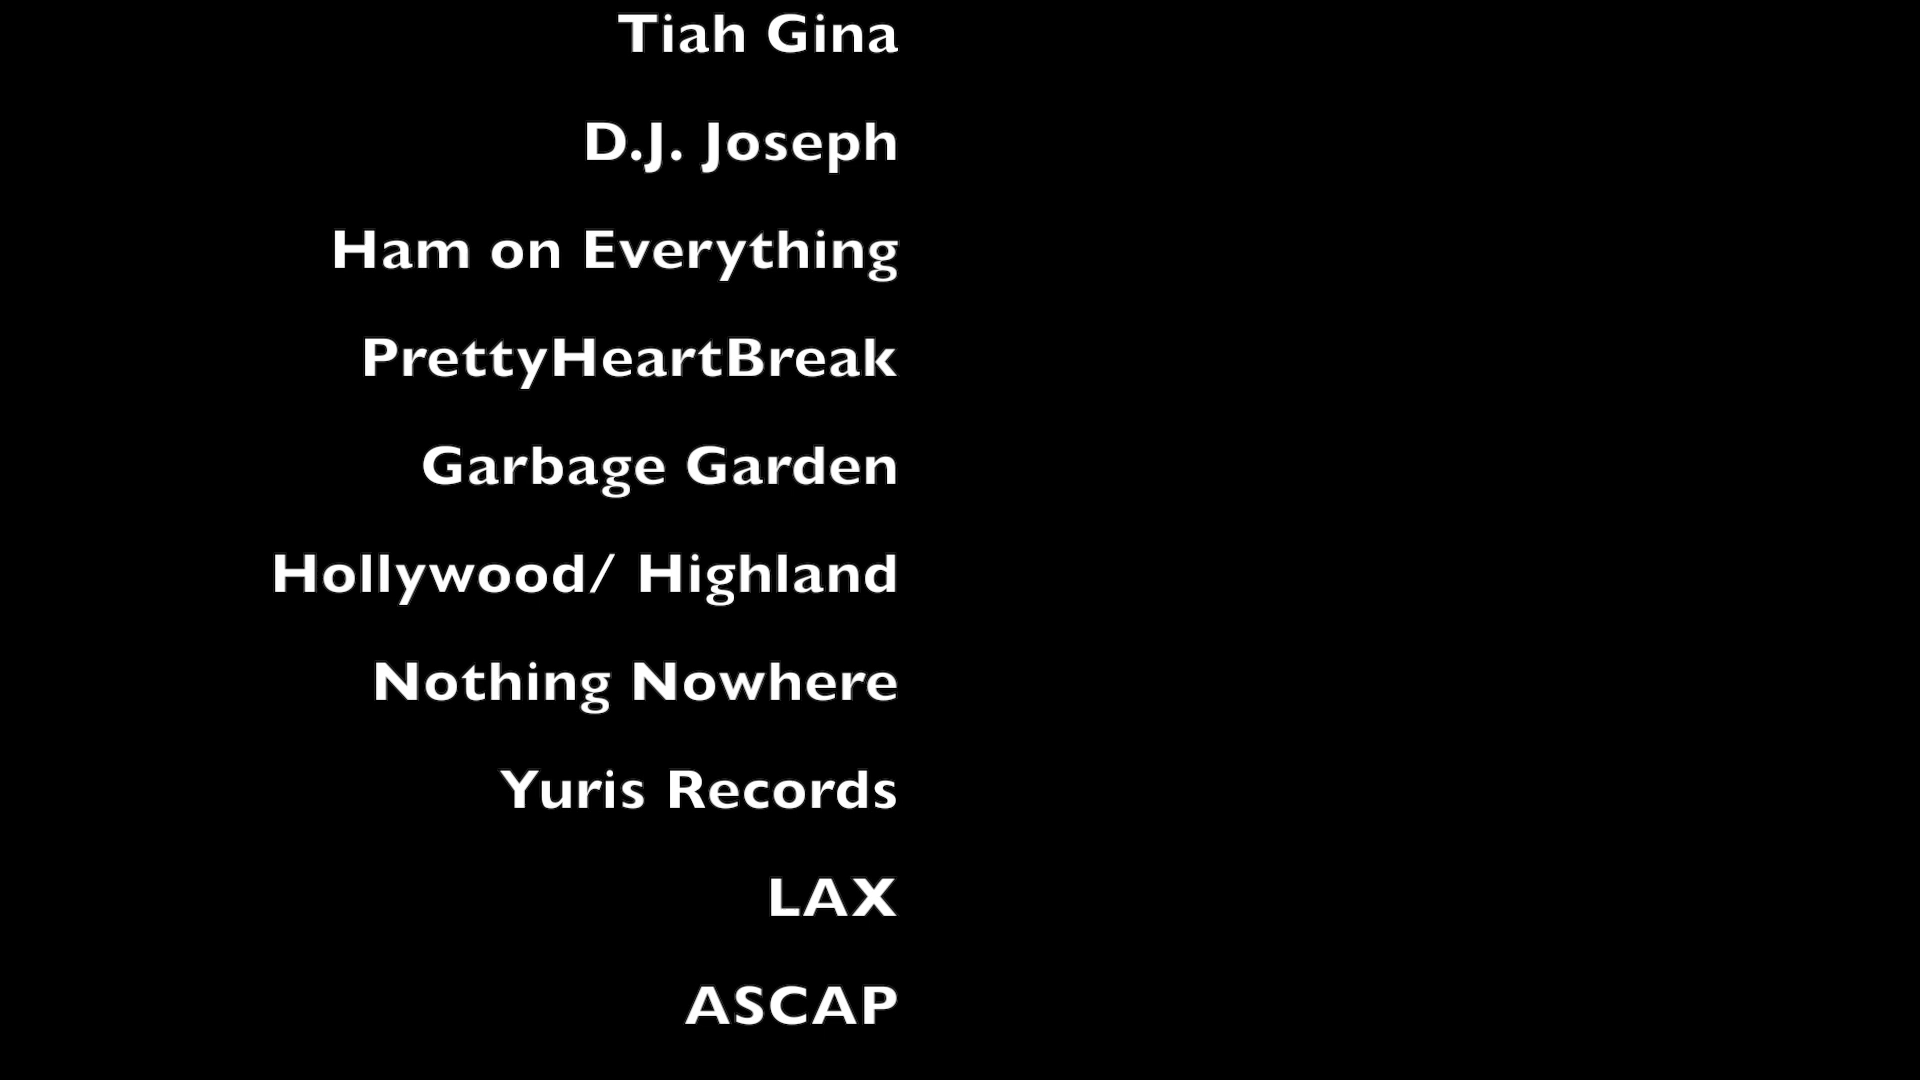 Tiah Gina
D.J. Joseph
Ham on Everything
PrettyHeartBreak
Garbage Garden
Hollywood/ Highland
Nothing Nowhere
Yuris Records
LAX
ASCAP